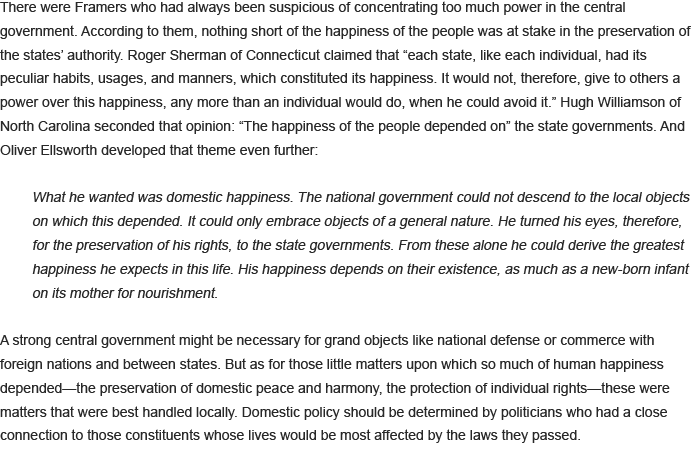 There were Framers who had always been suspicious of concentrating too much power in the central
government. According to them, nothing short of the happiness of the people was at stake in the preservation of
the states’ authority. Roger Sherman of Connecticut claimed that “each state, like each individual, had its
peculiar habits, usages, and manners, which constituted its happiness. It would not, therefore, give to others a
power over this happiness, any more than an individual would do, when he could avoid it.” Hugh Williamson of
North Carolina seconded that opinion: “The happiness of the people depended on” the state governments. And
Oliver Ellsworth developed that theme even further:
What he wanted was domestic happiness. The national government could not descend to the local objects
on which this depended. It could only embrace objects of a general nature. He turned his eyes, therefore,
for the preservation of his rights, to the state governments. From these alone he could derive the greatest
happiness he expects in this life. His happiness depends on their existence, as much as a new-born infant
on its mother for nourishment.
A strong central government might be necessary for grand objects like national defense or commerce with
foreign nations and between states. But as for those little matters upon which so much of human happiness
depended—the preservation of domestic peace and harmony, the protection of individual rights—these were
matters that were best handled locally. Domestic policy should be determined by politicians who had a close
connection to those constituents whose lives would be most affected by the laws they passed.